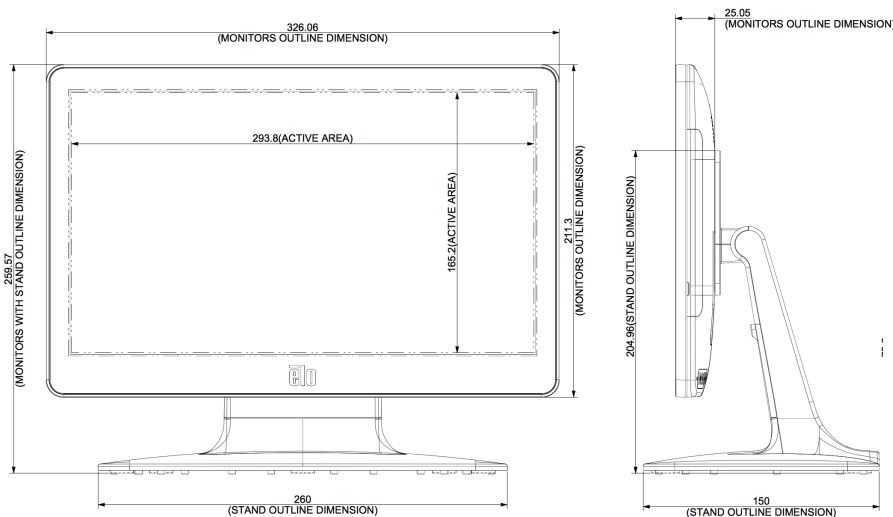 326.06
(MONITORS OUTLINE DIMENSION)
25.05
(MONITORS OUTLINE DIMENSION)
293.8(ACTIVE AREA)
165.2(ACTIVE AREA)
211.3
(MONITORS OUTLINE DIMENSION)
259.57
(MONITORS WITH STAND OUTLINE DIMENSION)
204.96(STAND OUTLINE DIMENSION)
elo
260
(STAND OUTLINE DIMENSION)
150
(STAND OUTLINE DIMENSION)